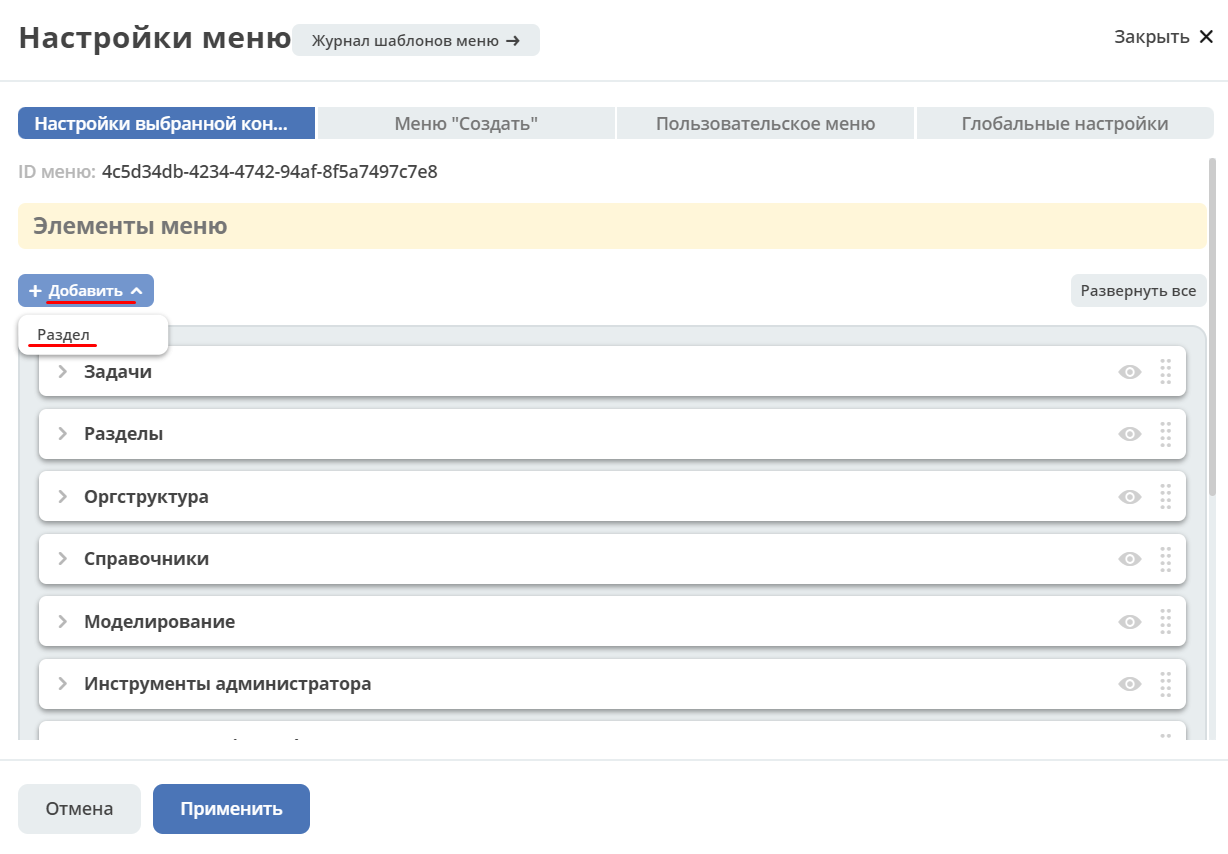 Настройки меню
Журнал шаблонов меню →
Закрыть ✕
Настройки выбранной кон...
Меню "Создать"
Пользовательское меню
Глобальные настройки
ID меню: 4c5d34db-4234-4742-94af-8f5a7497c7e8
Элементы меню
+ Добавить
Развернуть все
Раздел
Задачи
Разделы
Оргструктура
Справочники
Моделирование
Инструменты администратора
Отмена
Применить